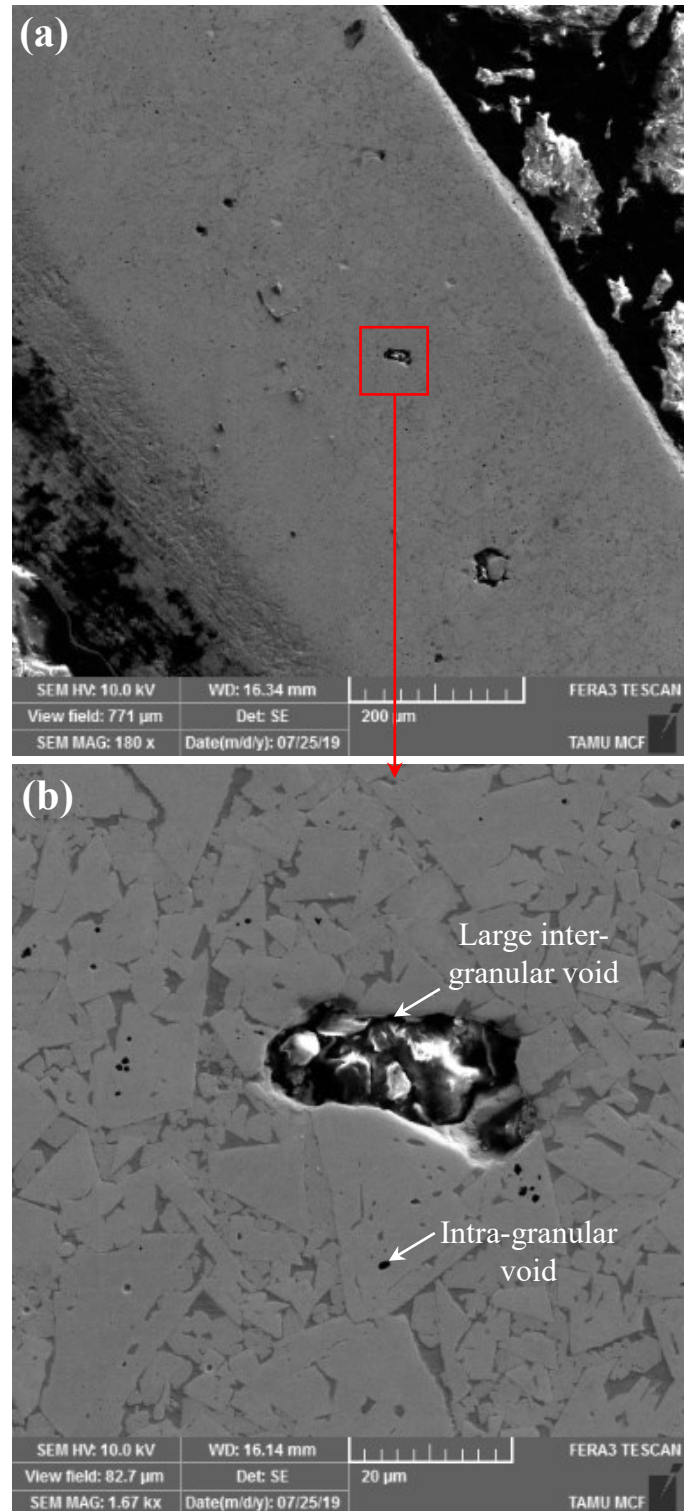 (a)
SEM HV: 10.0 kV WD: 16.34 mm FERA3 TESCAN
View field: 771 µm Det: SE 200 µm
SEM MAG: 180 x Date(m/d/y): 07/25/19 TAMU MCF
(b)
Large inter-
granular void
Intra-granular
void
SEM HV: 10.0 kV WD: 16.14 mm FERA3 TESCAN
View field: 82.7 µm Det: SE 20 µm
SEM MAG: 1.67 kx Date(m/d/y): 07/25/19 TAMU MCF